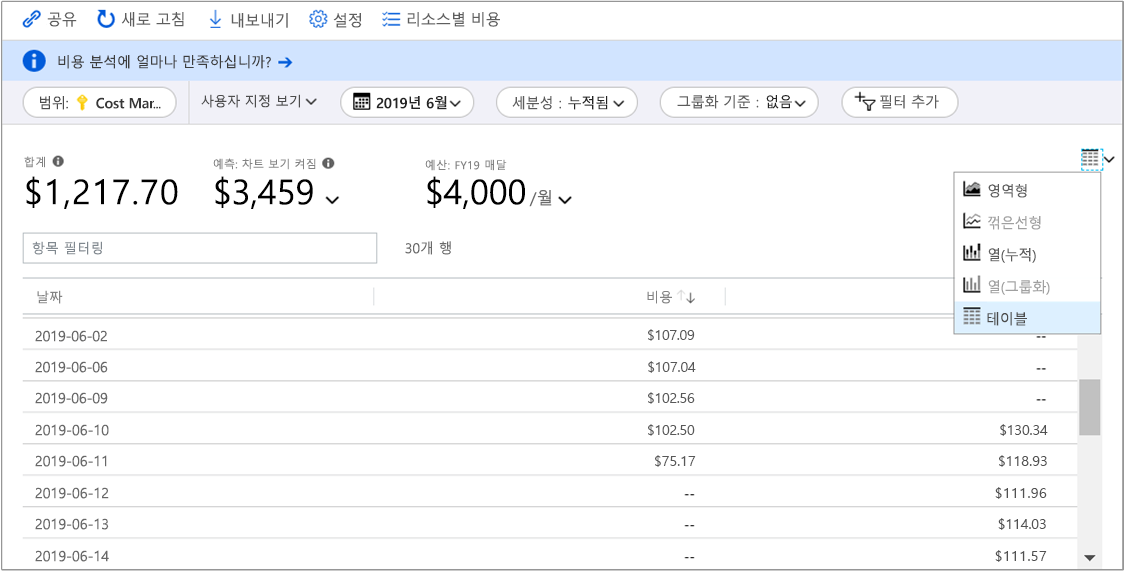 공유 새로 고침 내보내기 설정 리소스별 비용
비용 분석에 얼마나 만족하십니까? →
범위: Cost Mar... 사용자 지정 보기 2019년 6월 세분성 : 누적됨 그룹화 기준 : 없음 필터 추가
합계 예측: 차트 보기 켜짐 예산: FY19 매달
$1,217.70 $3,459 $4,000 /월
영역형
꺾은선형
열(누적)
열(그룹화)
테이블
항목 필터링 30개 행
날짜 비용 ↑↓
2019-06-02 $107.09 --
2019-06-06 $107.04 --
2019-06-09 $102.56 --
2019-06-10 $102.50 $130.34
2019-06-11 $75.17 $118.93
2019-06-12 -- $111.96
2019-06-13 -- $114.03
2019-06-14 -- $111.57